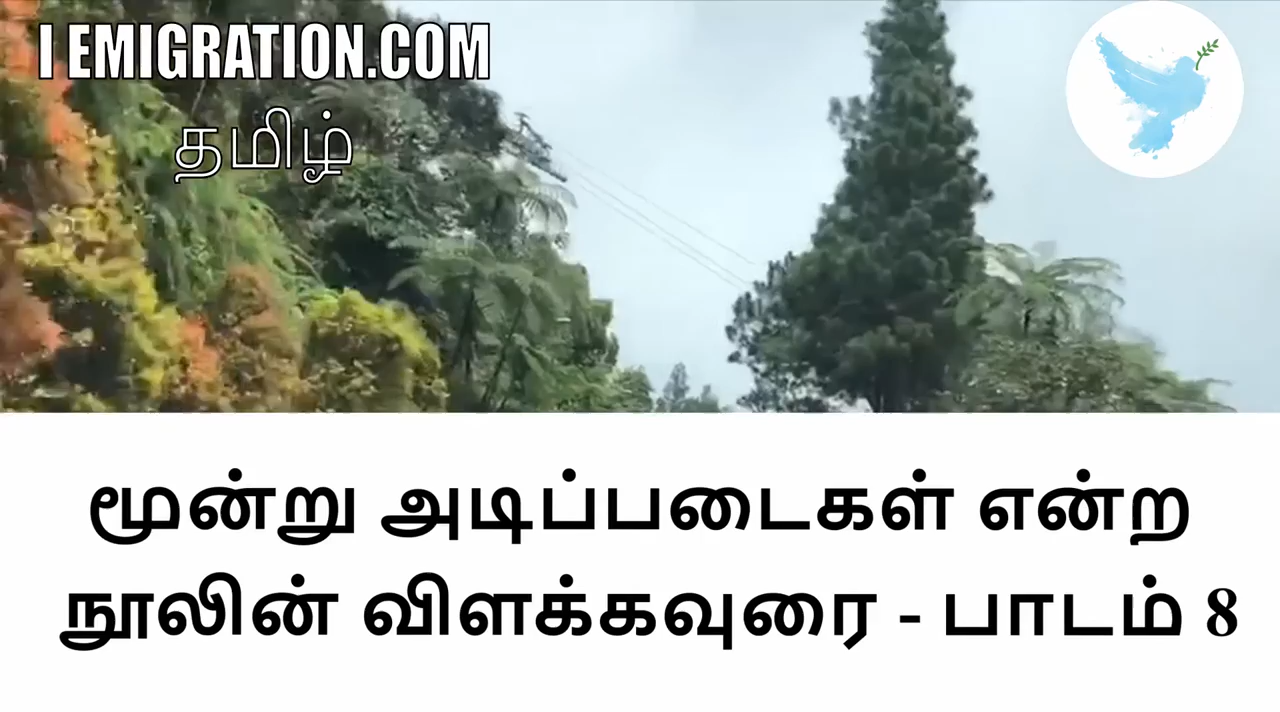 I EMIGRATION.COM
தமிழ்
மூன்று அடிப்படைகள் என்ற
நூலின் விளக்கவுரை - பாடம் 8